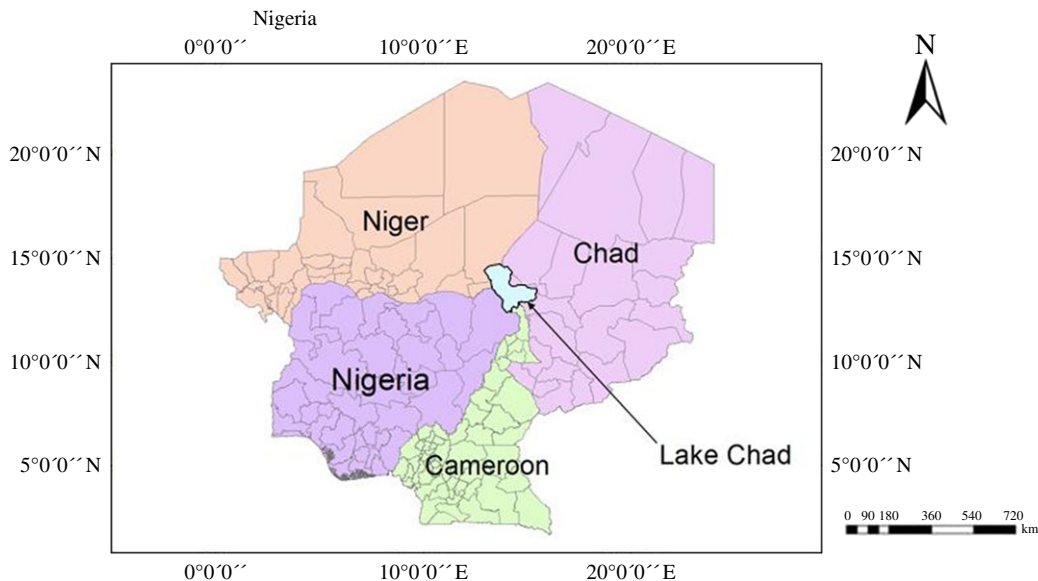 Nigeria
0°0′0′′ 10°0′0′′ E 20°0′0′′ E
N
20°0′0′′ N 20°0′0′′ N
Niger
Chad
15°0′0′′ N 15°0′0′′ N
10°0′0′′ N 10°0′0′′ N
Nigeria
Lake Chad
5°0′0′′ N Cameroon 5°0′0′′ N
0 90 180 360 540 720
km
0°0′0′′ 10°0′0′′ E 20°0′0′′ E